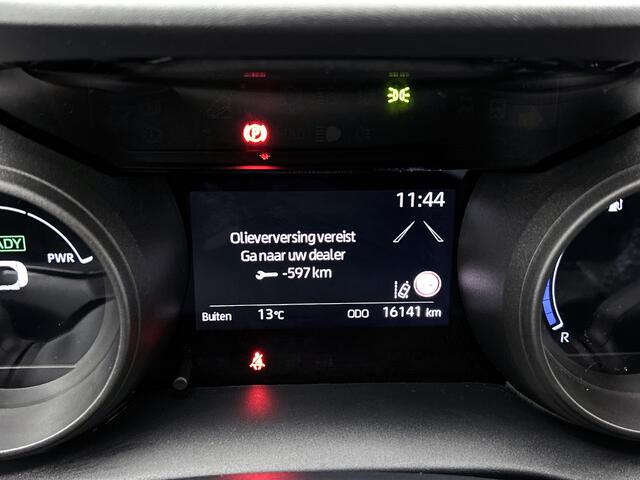 11:44
Olieverversing vereist
Ga naar uw dealer
-597 km
Buiten 13°C ODO 16141 km
PWR
R
P